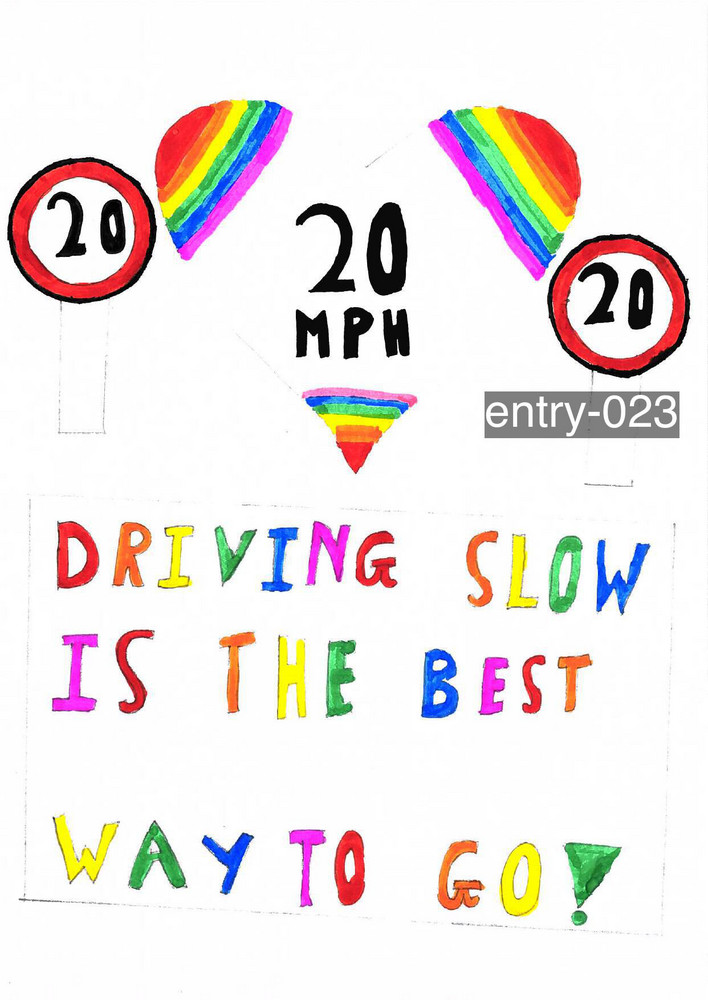 20
20
MPH
20
entry-023
DRIVING SLOW
IS THE BEST
WAY TO GO!